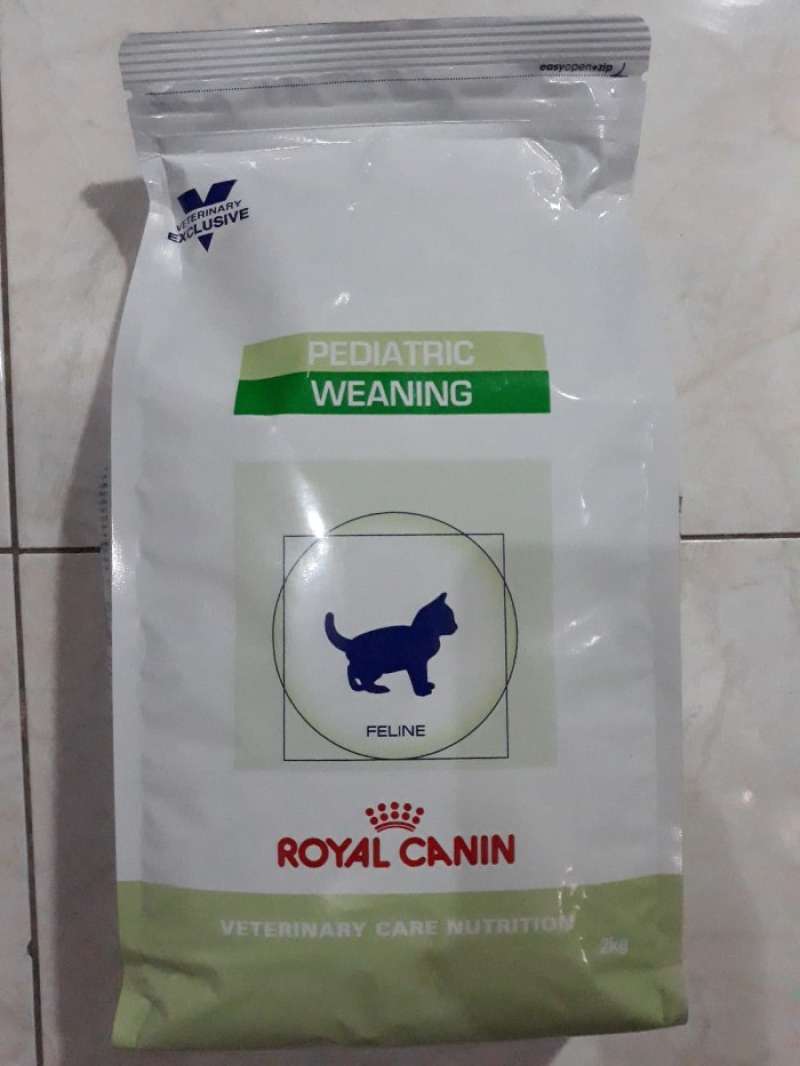 easyopen+zip
VETERINARY
EXCLUSIVE
PEDIATRIC
WEANING
FELINE
ROYAL CANIN
VETERINARY CARE NUTRITION
2kg